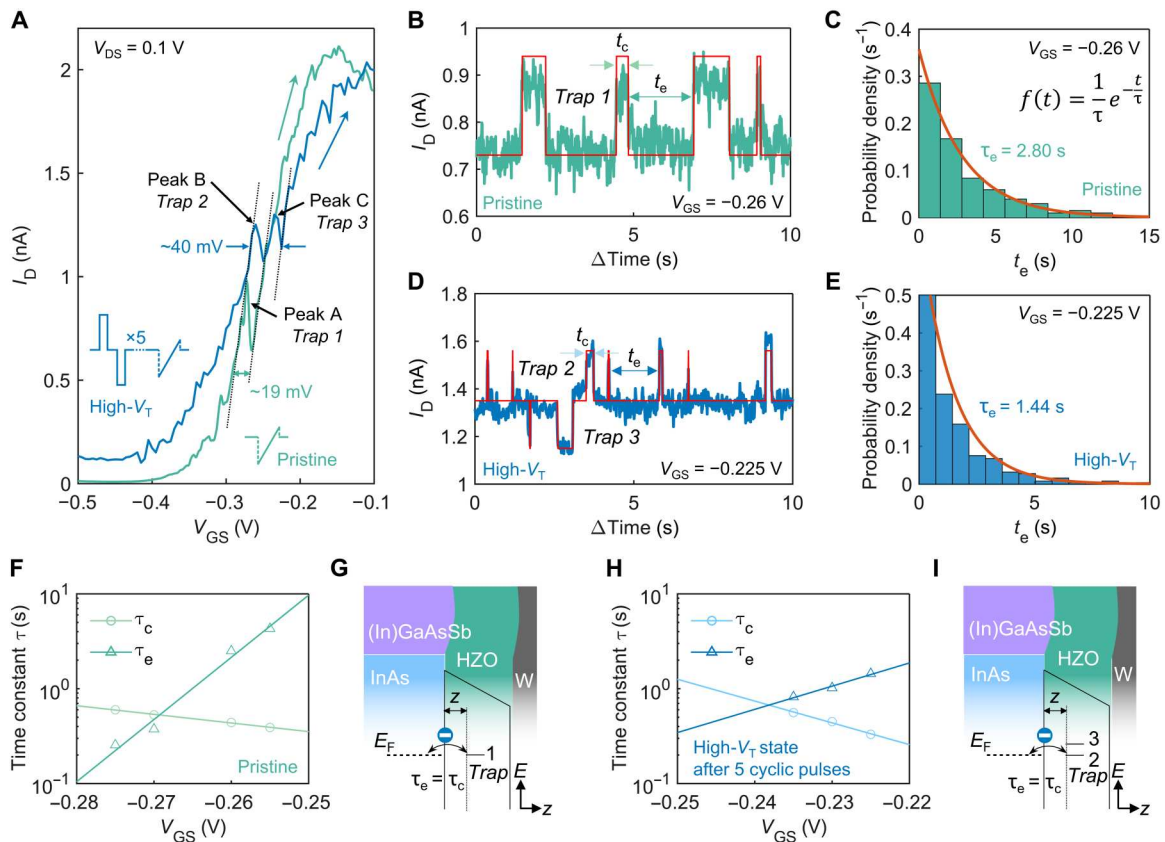 A
V_DS = 0.1 V
Peak B
Trap 2
Peak C
Trap 3
~40 mV
Peak A
Trap 1
×5
High-V_T
~19 mV
Pristine
2
1.5
1
0.5
0
I_D (nA)
−0.5
−0.4
−0.3
−0.2
−0.1
V_GS (V)
B
t_c
Trap 1
t_e
Pristine
V_GS = −0.26 V
1
0.9
0.8
0.7
0.6
I_D (nA)
0
5
10
ΔTime (s)
C
V_GS = −0.26 V
f(t) = 1/τ e^(−t/τ)
τ_e = 2.80 s
Pristine
0.4
0.3
0.2
0.1
0
Probability density (s⁻¹)
0
5
10
15
t_e (s)
D
t_c
Trap 2
t_e
Trap 3
High-V_T
V_GS = −0.225 V
1.8
1.6
1.4
1.2
1
I_D (nA)
0
5
10
ΔTime (s)
E
V_GS = −0.225 V
τ_e = 1.44 s
High-V_T
0.5
0.4
0.3
0.2
0.1
0
Probability density (s⁻¹)
0
5
10
t_e (s)
F
τ_c
τ_e
Pristine
10¹
10⁰
10⁻¹
Time constant τ (s)
−0.28
−0.27
−0.26
−0.25
V_GS (V)
G
(In)GaAsSb
HZO
InAs
W
z
E_F
1
Trap
τ_e = τ_c
E
z
H
τ_c
τ_e
High-V_T state
after 5 cyclic pulses
10¹
10⁰
10⁻¹
Time constant τ (s)
−0.25
−0.24
−0.23
−0.22
V_GS (V)
I
(In)GaAsSb
HZO
InAs
W
z
E_F
3
2
Trap
τ_e = τ_c
E
z